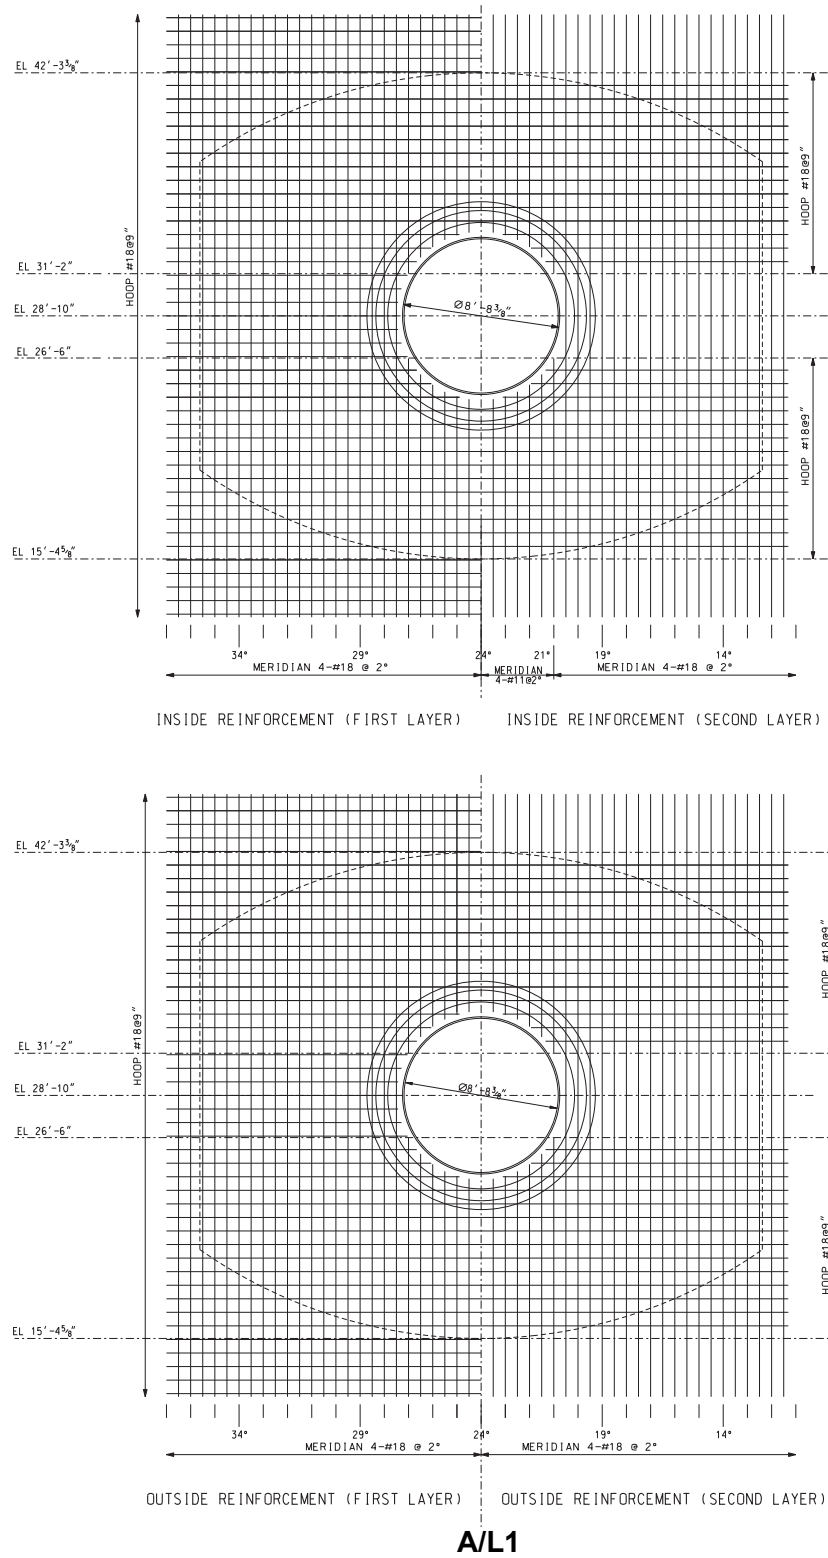 EL 42'-3⅜"
HOOP #18@9"
HOOP #18@9"
EL 31'-2"
EL 28'-10"
Ø8'-8⅜"
EL 26'-6"
HOOP #18@9"
EL 15'-4⅝"
34° 29° 24° 21° 19° 14°
MERIDIAN 4-#18 @ 2° MERIDIAN MERIDIAN 4-#18 @ 2°
4-#11@2°
INSIDE REINFORCEMENT (FIRST LAYER) INSIDE REINFORCEMENT (SECOND LAYER)
EL 42'-3⅜"
HOOP #18@9"
HOOP #18@9"
EL 31'-2"
EL 28'-10"
Ø8'-8⅜"
EL 26'-6"
HOOP #18@9"
EL 15'-4⅝"
34° 29° 24° 19° 14°
MERIDIAN 4-#18 @ 2° MERIDIAN 4-#18 @ 2°
OUTSIDE REINFORCEMENT (FIRST LAYER) OUTSIDE REINFORCEMENT (SECOND LAYER)
A/L1